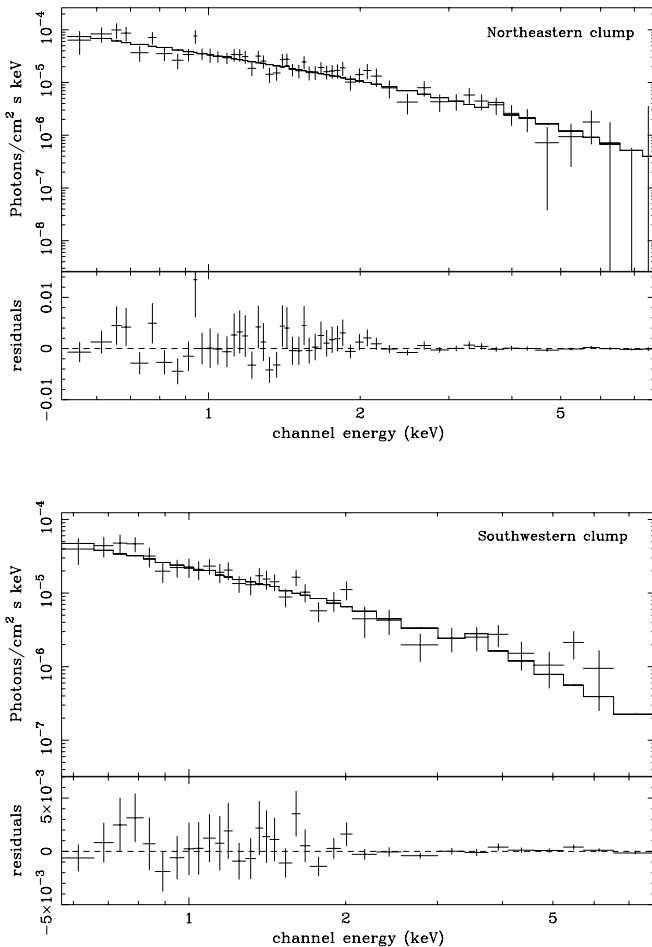 Northeastern clump
Photons/cm² s keV
10⁻⁴
10⁻⁵
10⁻⁶
10⁻⁷
10⁻⁸
residuals
0.01
0
−0.01
1 2 5
channel energy (keV)
Southwestern clump
Photons/cm² s keV
10⁻⁴
10⁻⁵
10⁻⁶
10⁻⁷
residuals
5×10⁻³
0
−5×10⁻³
1 2 5
channel energy (keV)